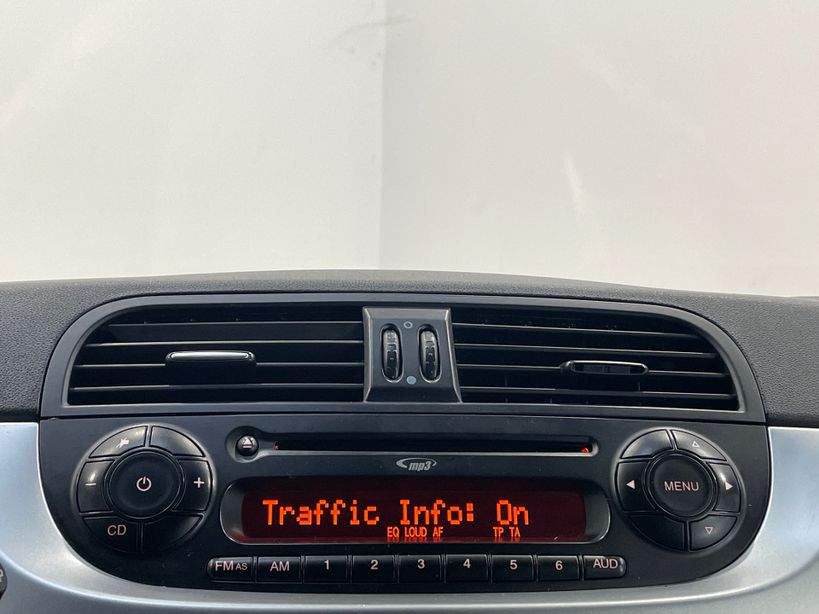 mp3
− +
CD
MENU
Traffic Info: On
EQ LOUD AF TP TA
FM AS AM 1 2 3 4 5 6 AUD